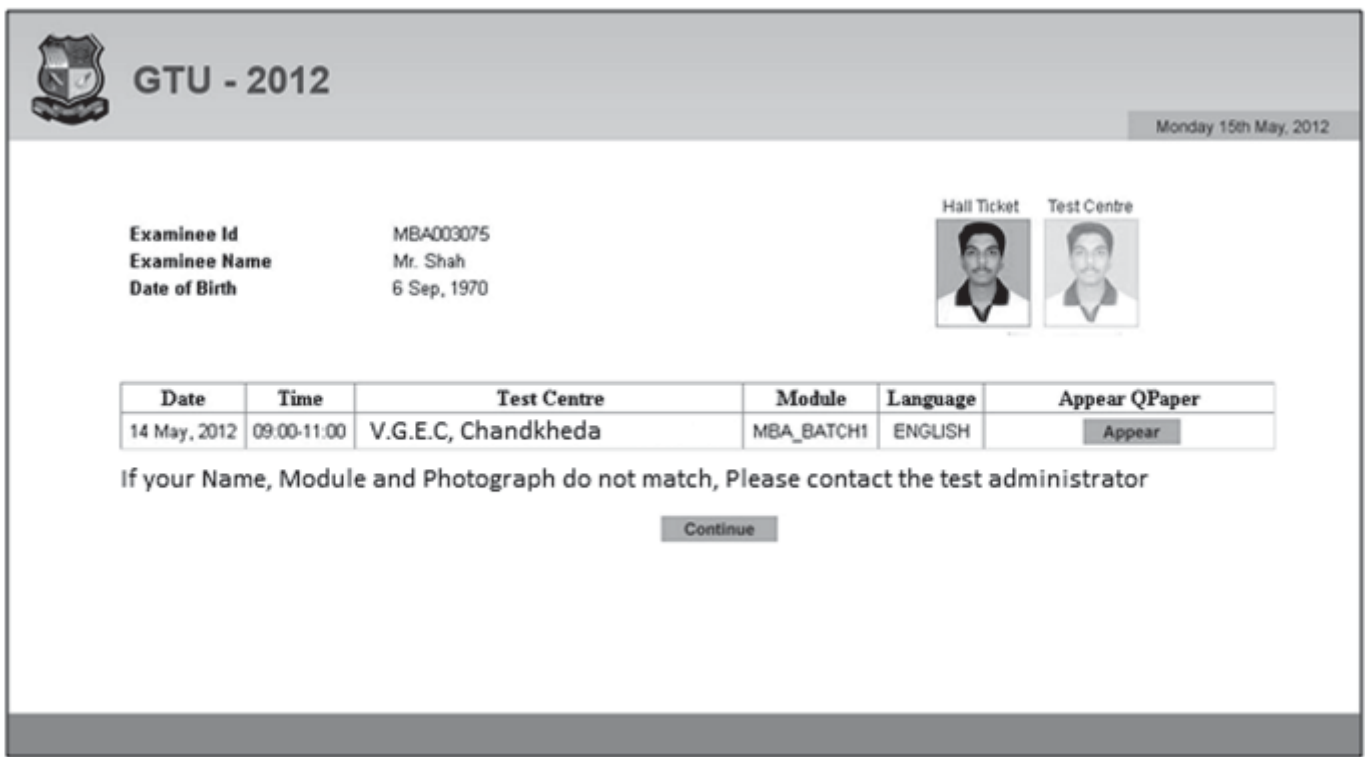 GTU - 2012
Monday 15th May, 2012
Hall Ticket Test Centre
Examinee Id MBA003075
Examinee Name Mr. Shah
Date of Birth 6 Sep, 1970
Date Time Test Centre Module Language Appear QPaper
14 May, 2012 09:00-11:00 V.G.E.C, Chandkheda MBA_BATCH1 ENGLISH Appear
If your Name, Module and Photograph do not match, Please contact the test administrator
Continue